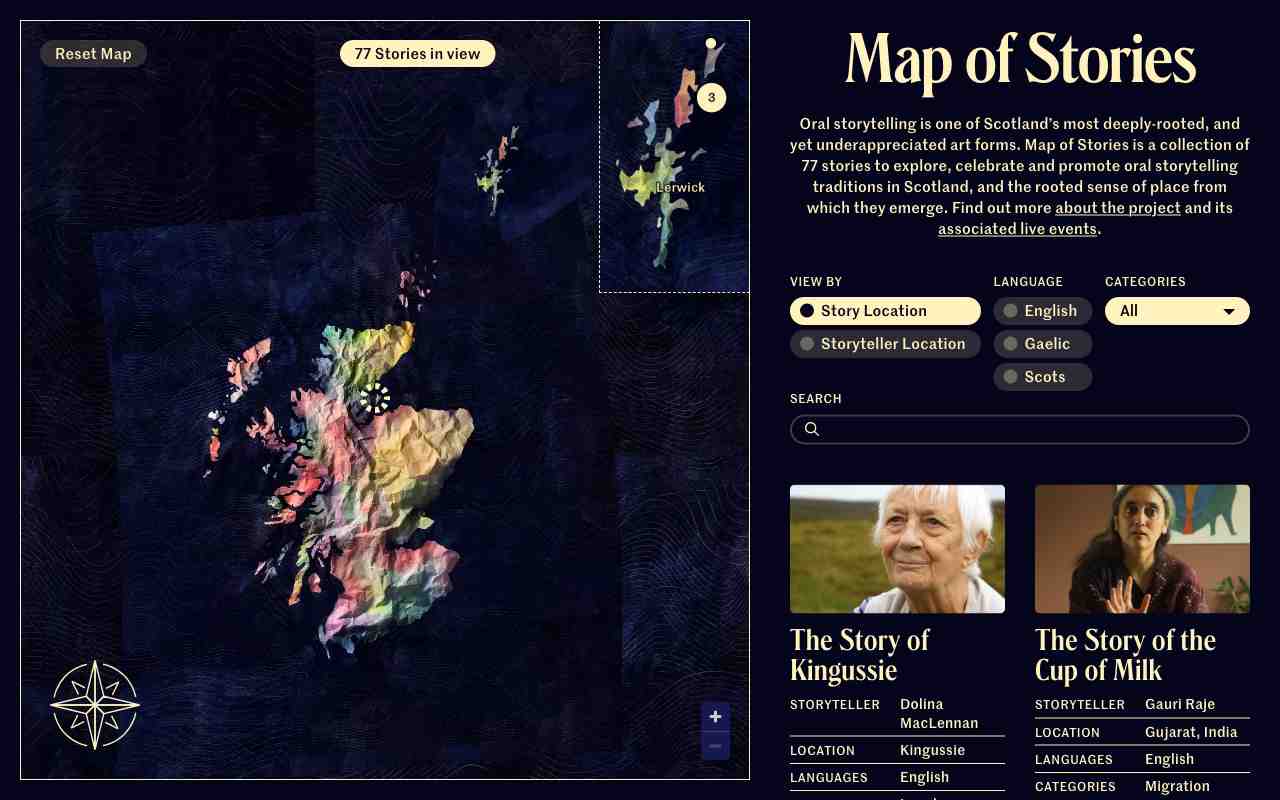 Reset Map
77 Stories in view
3
Lerwick
Map of Stories
Oral storytelling is one of Scotland's most deeply-rooted, and
yet underappreciated art forms. Map of Stories is a collection of
77 stories to explore, celebrate and promote oral storytelling
traditions in Scotland, and the rooted sense of place from
which they emerge. Find out more about the project and its
associated live events.
VIEW BY
Story Location
Storyteller Location
LANGUAGE
English
Gaelic
Scots
CATEGORIES
All
SEARCH
The Story of
Kingussie
STORYTELLER
Dolina
MacLennan
LOCATION
Kingussie
LANGUAGES
English
The Story of the
Cup of Milk
STORYTELLER
Gauri Raje
LOCATION
Gujarat, India
LANGUAGES
English
CATEGORIES
Migration